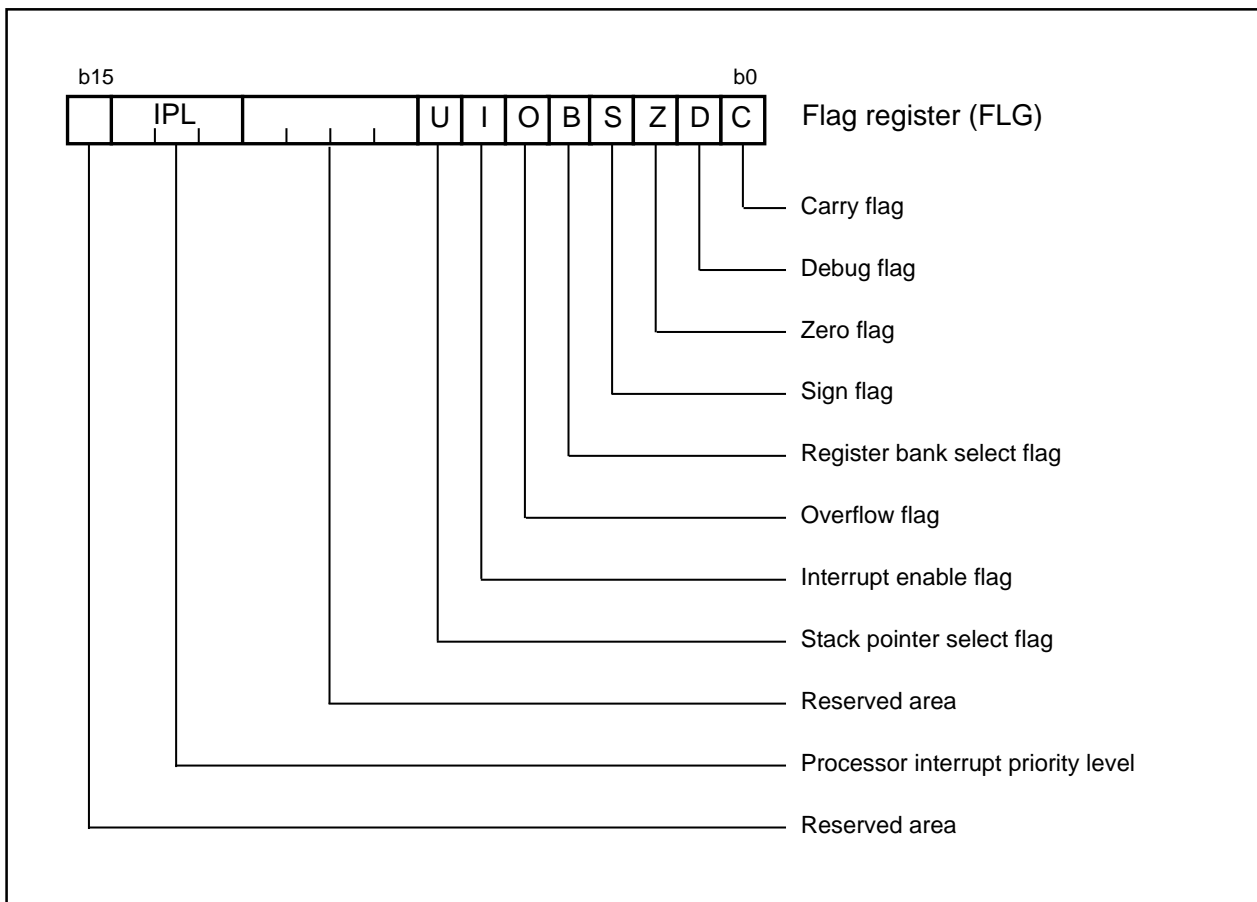 b15 b0
IPL U I O B S Z D C Flag register (FLG)
Carry flag
Debug flag
Zero flag
Sign flag
Register bank select flag
Overflow flag
Interrupt enable flag
Stack pointer select flag
Reserved area
Processor interrupt priority level
Reserved area